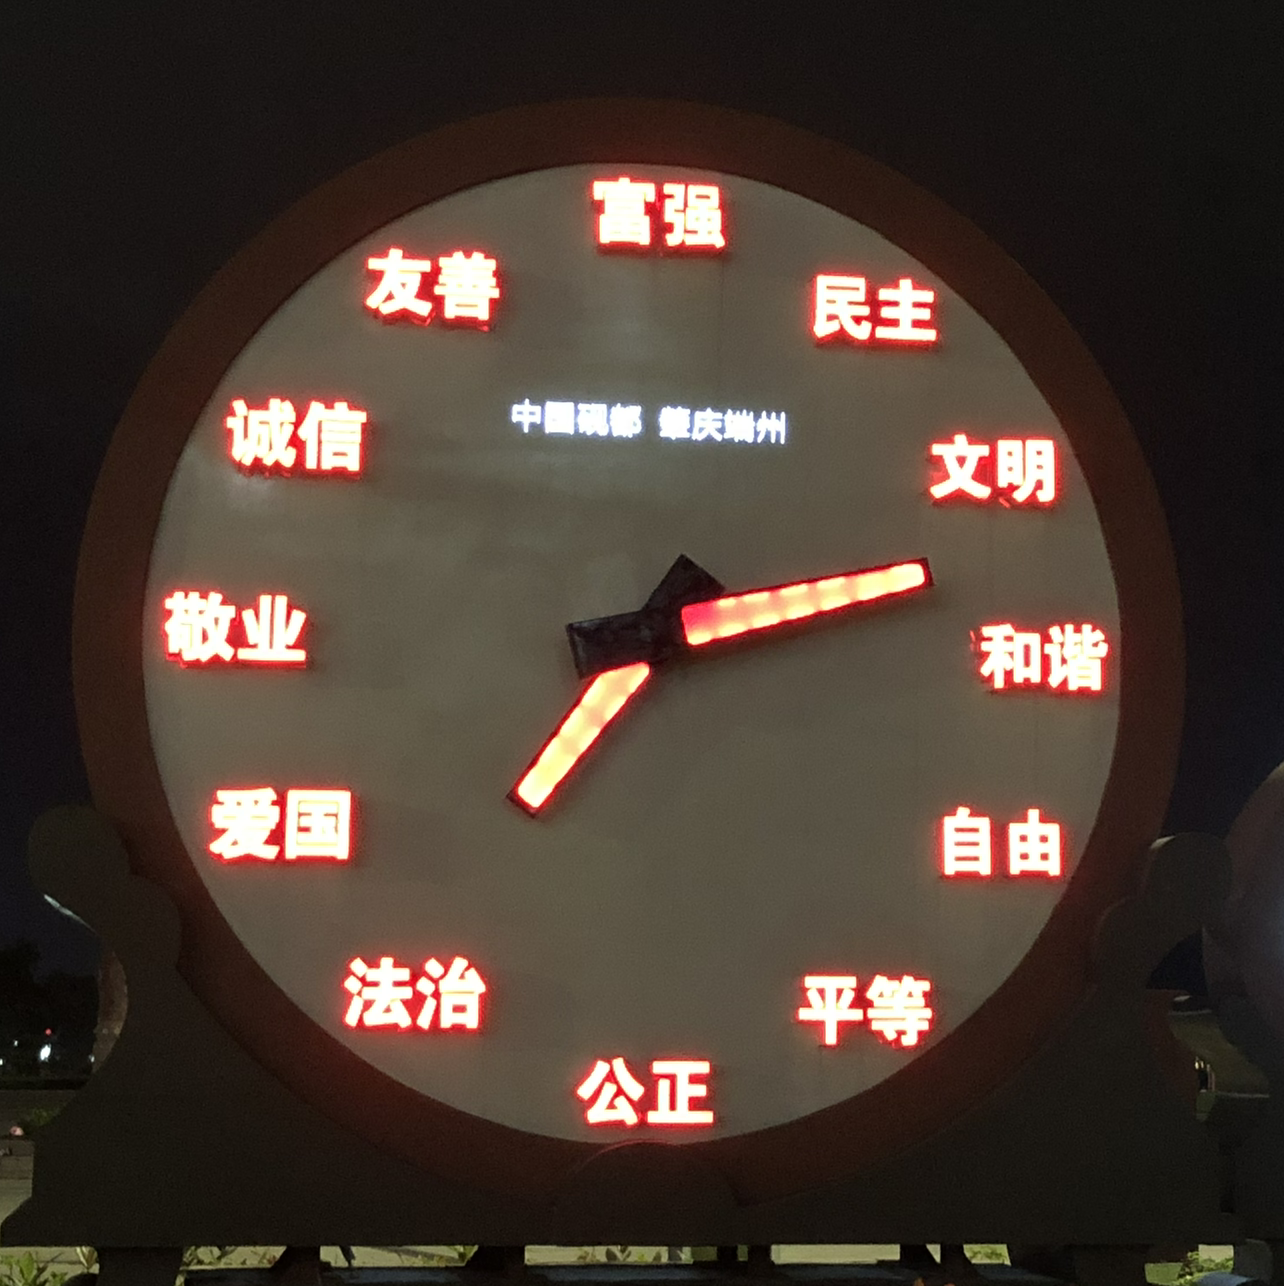 富强
友善
民主
诚信
中国砚都 肇庆端州
文明
敬业
和谐
爱国
自由
法治
平等
公正